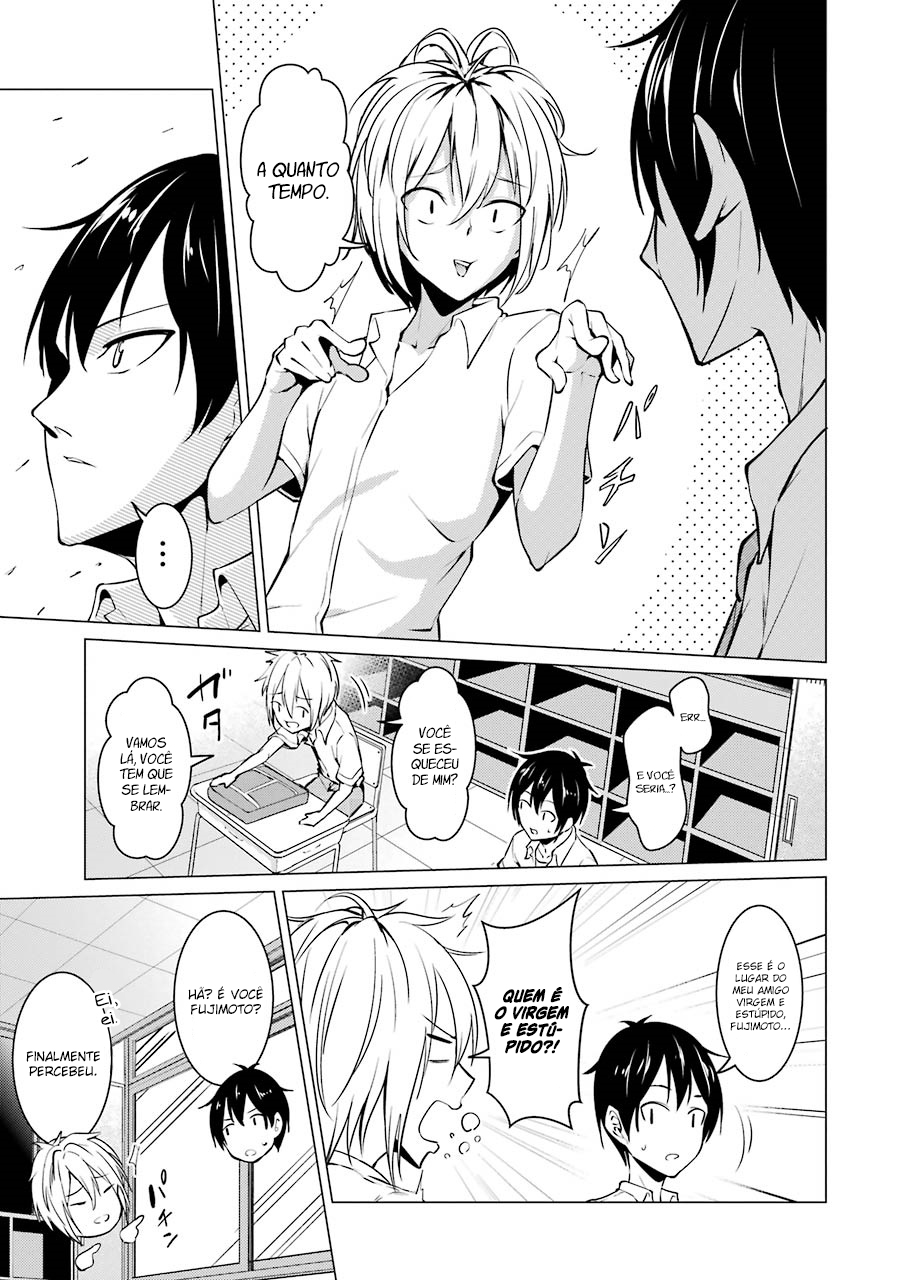 A QUANTO
TEMPO.
パチン
...
ERR...
E VOCÊ
SERIA..?
VOCÊ
SE ES-
QUECEU
DE MIM?
ガタ
VAMOS
LÁ, VOCÊ
TEM QUE
SE LEM-
BRAR.
ESSE É O
LUGAR DO
MEU AMIGO
VIRGEM E
ESTÚPIDO,
FUJIMOTO...
QUEM É
O VIRGEM
E ESTÚ-
PIDO?!
HÃ? É VOCÊ
FUJIMOTO?
Ei,
ei
FINALMENTE
PERCEBEU.
パチン